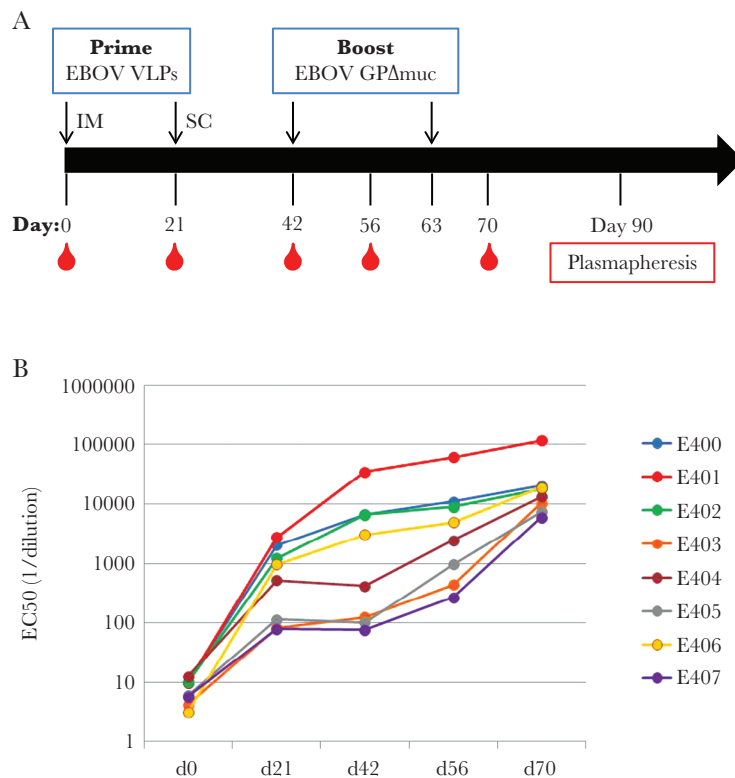 A
Prime
EBOV VLPs
Boost
EBOV GPΔmuc
IM
SC
Day: 0 21 42 56 63 70 Day 90
Plasmapheresis
B
EC50 (1/dilution)
1000000
100000
10000
1000
100
10
1
d0 d21 d42 d56 d70
E400
E401
E402
E403
E404
E405
E406
E407